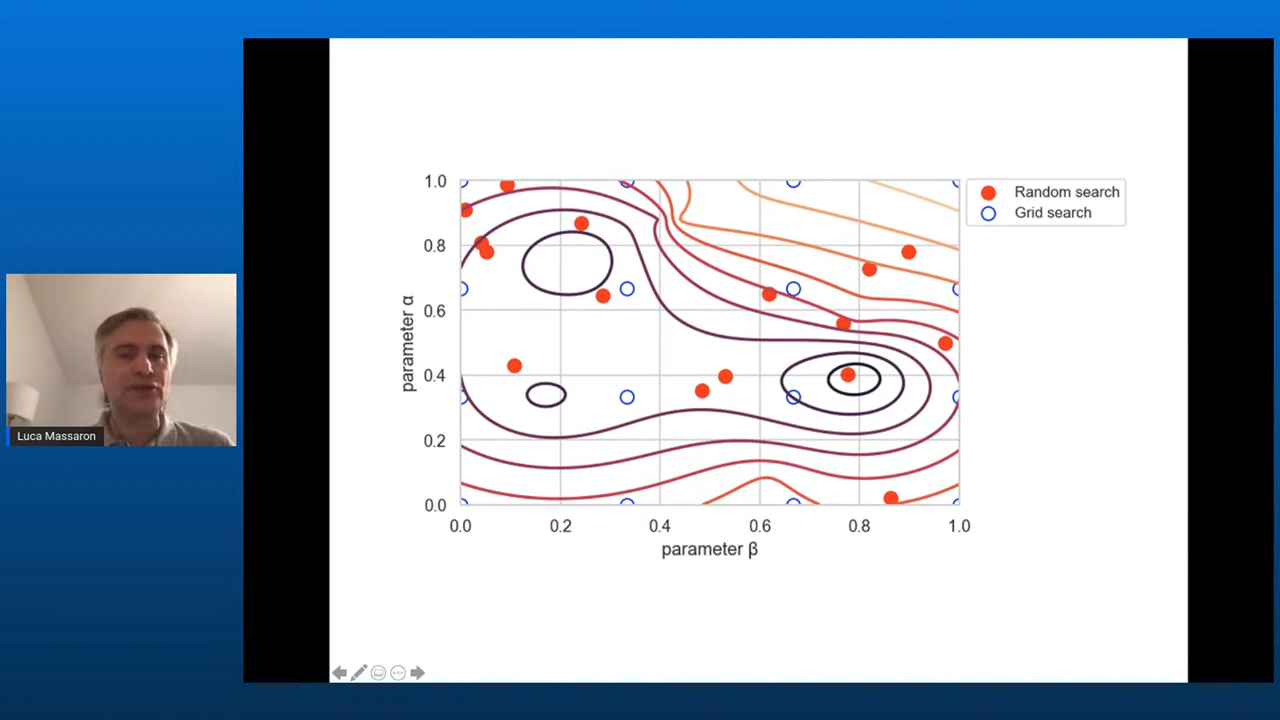 Random search
Grid search
1.0
0.8
0.6
0.4
0.2
0.0
parameter α
0.0 0.2 0.4 0.6 0.8 1.0
parameter β
Luca Massaron